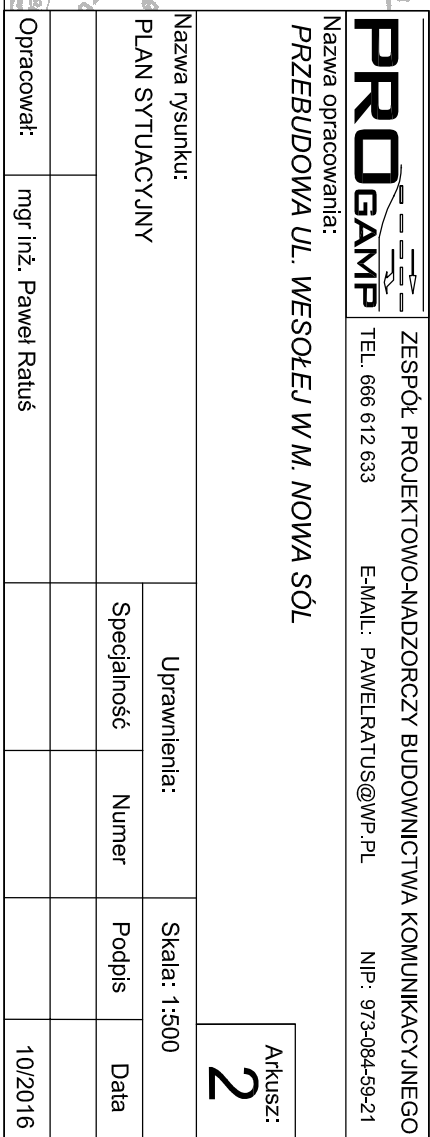 PROGAMP
ZESPÓŁ PROJEKTOWO-NADZORCZY BUDOWNICTWA KOMUNIKACYJNEGO
TEL. 666 612 633 E-MAIL: PAWELRATUS@WP.PL NIP: 973-084-59-21
Nazwa opracowania:
PRZEBUDOWA UL. WESOŁEJ W M. NOWA SÓL
Arkusz:
2
Nazwa rysunku:
PLAN SYTUACYJNY
Uprawnienia:
Skala: 1:500
Specjalność Numer Podpis Data
Opracował: mgr inż. Paweł Ratuś 10/2016